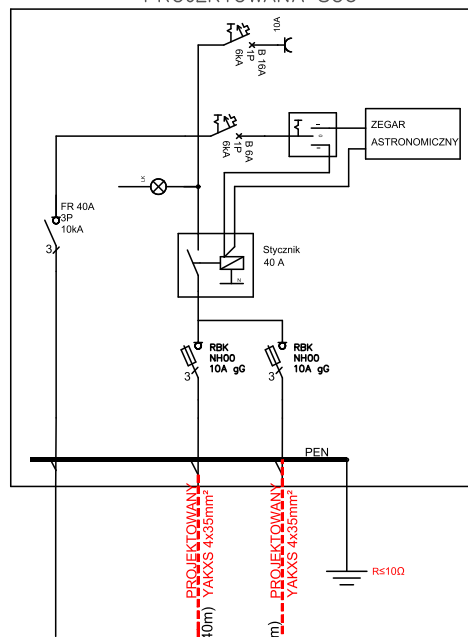 10A
B 16A
1P
6kA
B 6A
1P
6kA
ZEGAR
ASTRONOMICZNY
LK
FR 40A
3P
10kA
3
Stycznik
40 A
N
RBK
NH00
10A gG
3
RBK
NH00
10A gG
3
PEN
PROJEKTOWANY
YAKXS 4x35mm²
PROJEKTOWANY
YAKXS 4x35mm²
R≤10Ω